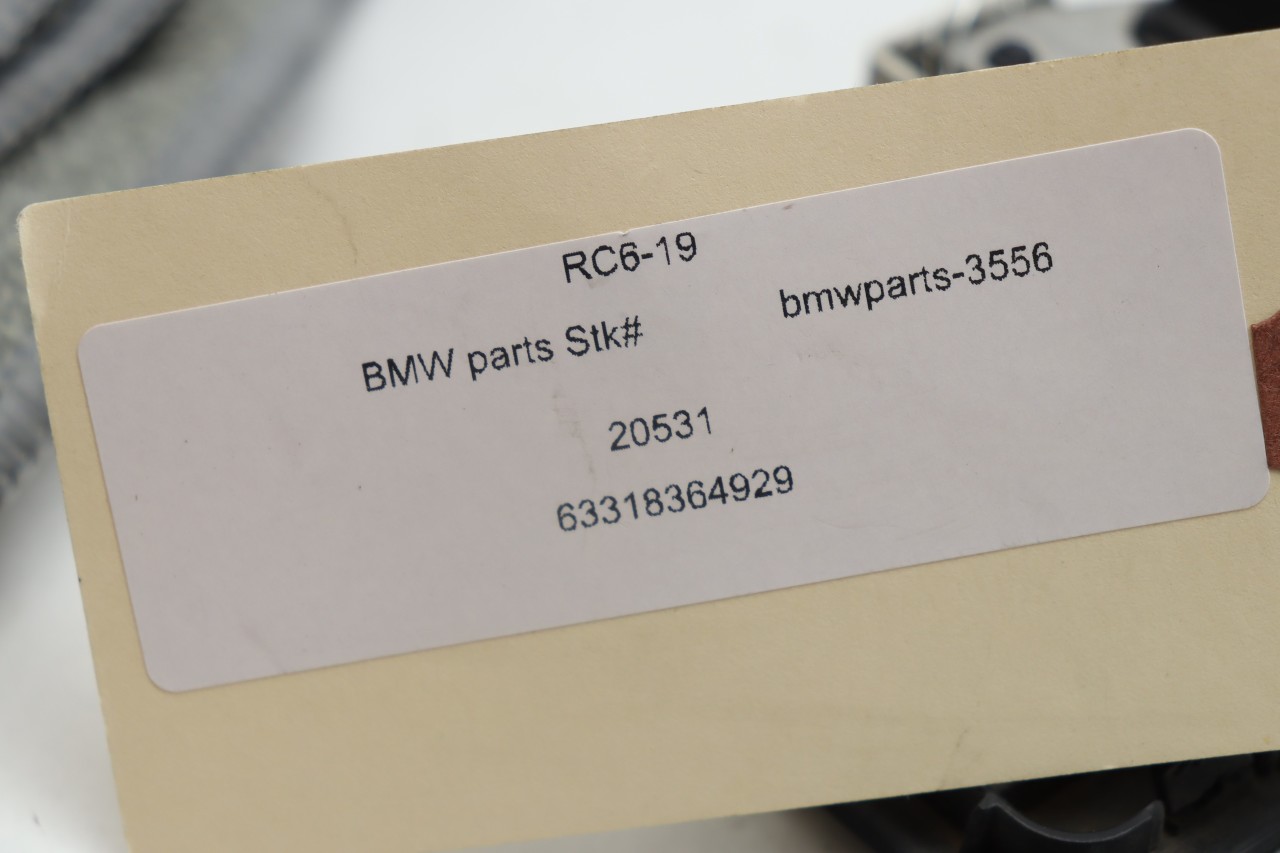 RC6-19
BMW parts Stk# bmwparts-3556
20531
63318364929